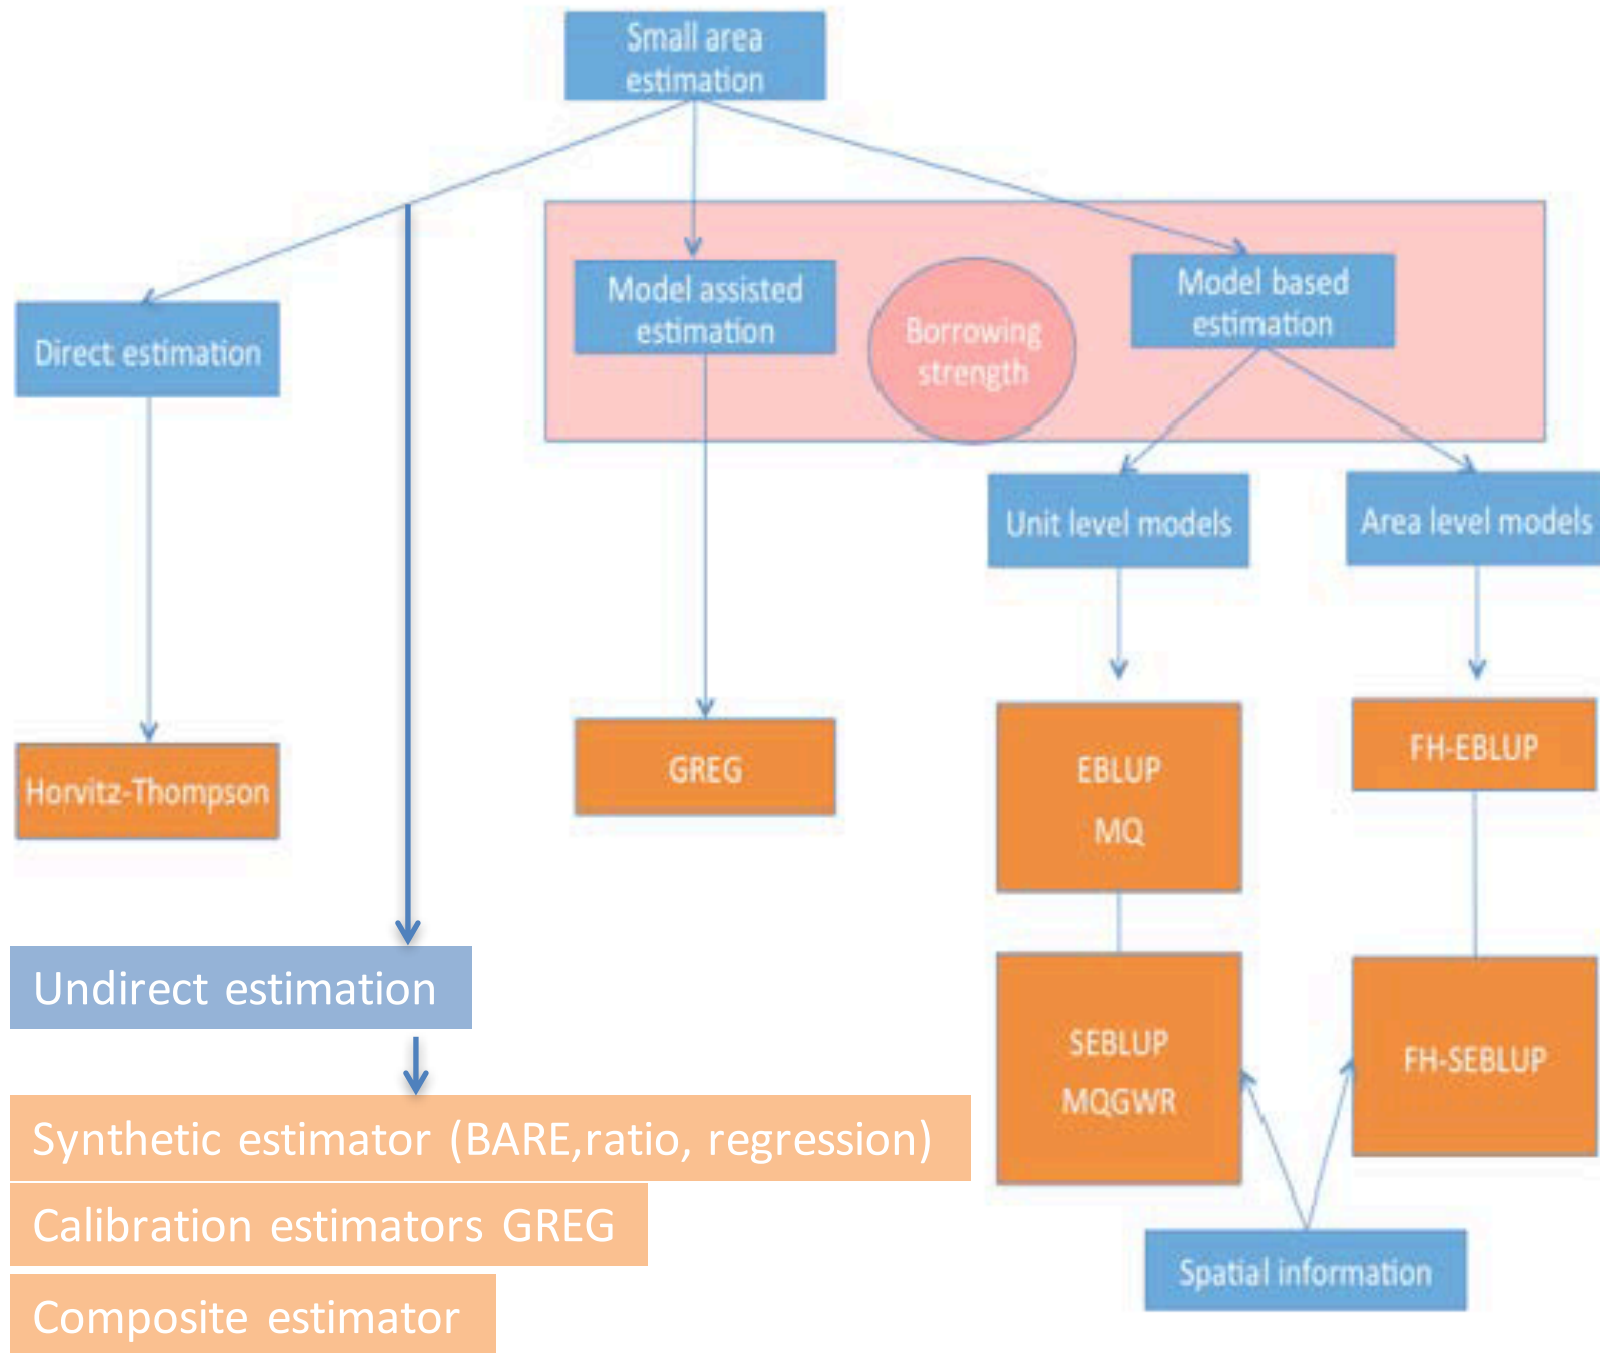 Small area
estimation
Model assisted
estimation
Model based
estimation
Direct estimation
Borrowing
strength
Unit level models
Area level models
Horvitz-Thompson
GREG
EBLUP
MQ
FH-EBLUP
Undirect estimation
SEBLUP
MQGWR
FH-SEBLUP
Synthetic estimator (BARE,ratio, regression)
Calibration estimators GREG
Composite estimator
Spatial information